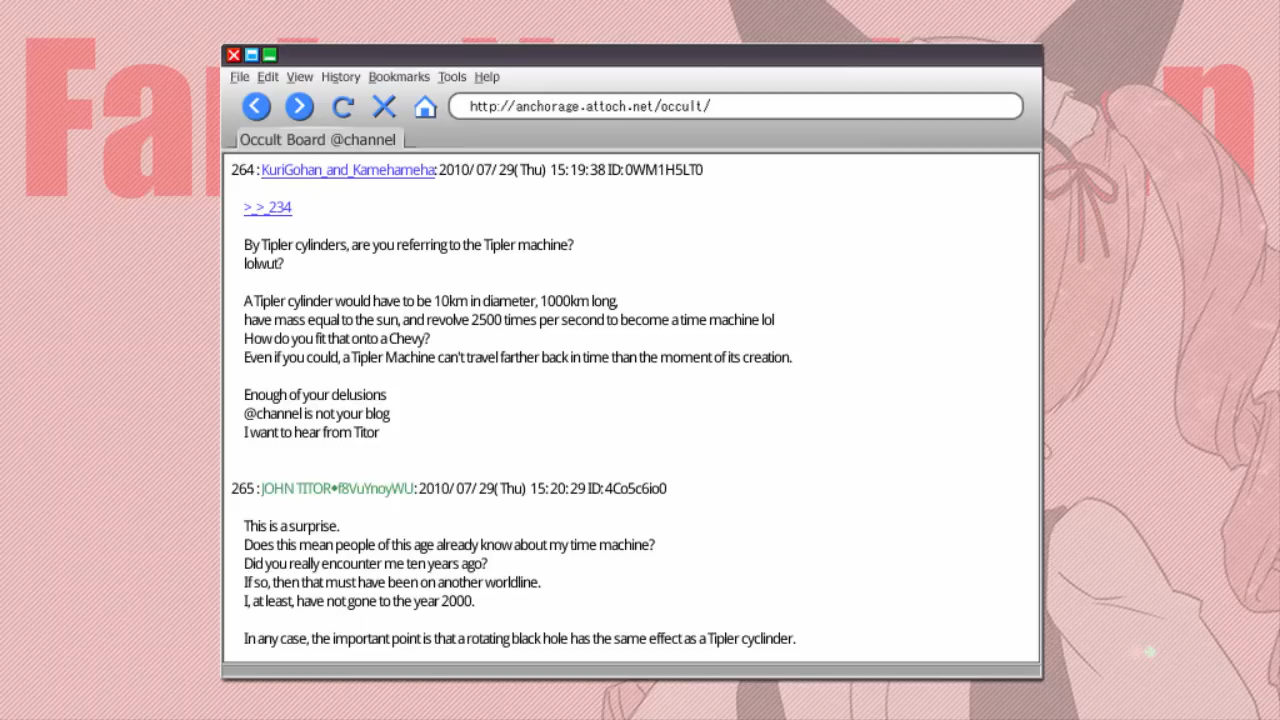 File Edit View History Bookmarks Tools Help
http://anchorage.attoch.net/occult/
Occult Board @channel
264 : KuriGohan_and_Kamehameha: 2010/07/29(Thu) 15:19:38 ID:0WM1H5LT0
>_>_234
By Tipler cylinders, are you referring to the Tipler machine?
lolwut?
A Tipler cylinder would have to be 10km in diameter, 1000km long,
have mass equal to the sun, and revolve 2500 times per second to become a time machine lol
How do you fit that onto a Chevy?
Even if you could, a Tipler Machine can't travel farther back in time than the moment of its creation.
Enough of your delusions
@channel is not your blog
I want to hear from Titor
265 : JOHN TITOR♦f8VuYnoyWU : 2010/07/29(Thu) 15:20:29 ID:4Co5c6io0
This is a surprise.
Does this mean people of this age already know about my time machine?
Did you really encounter me ten years ago?
If so, then that must have been on another worldline.
I, at least, have not gone to the year 2000.
In any case, the important point is that a rotating black hole has the same effect as a Tipler cyclinder.